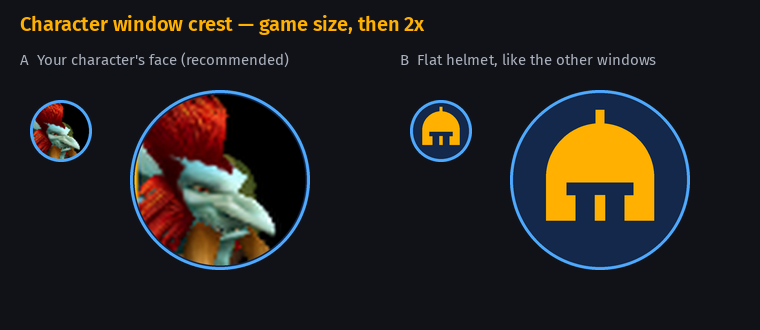 Character window crest — game size, then 2x
A Your character's face (recommended)
B Flat helmet, like the other windows